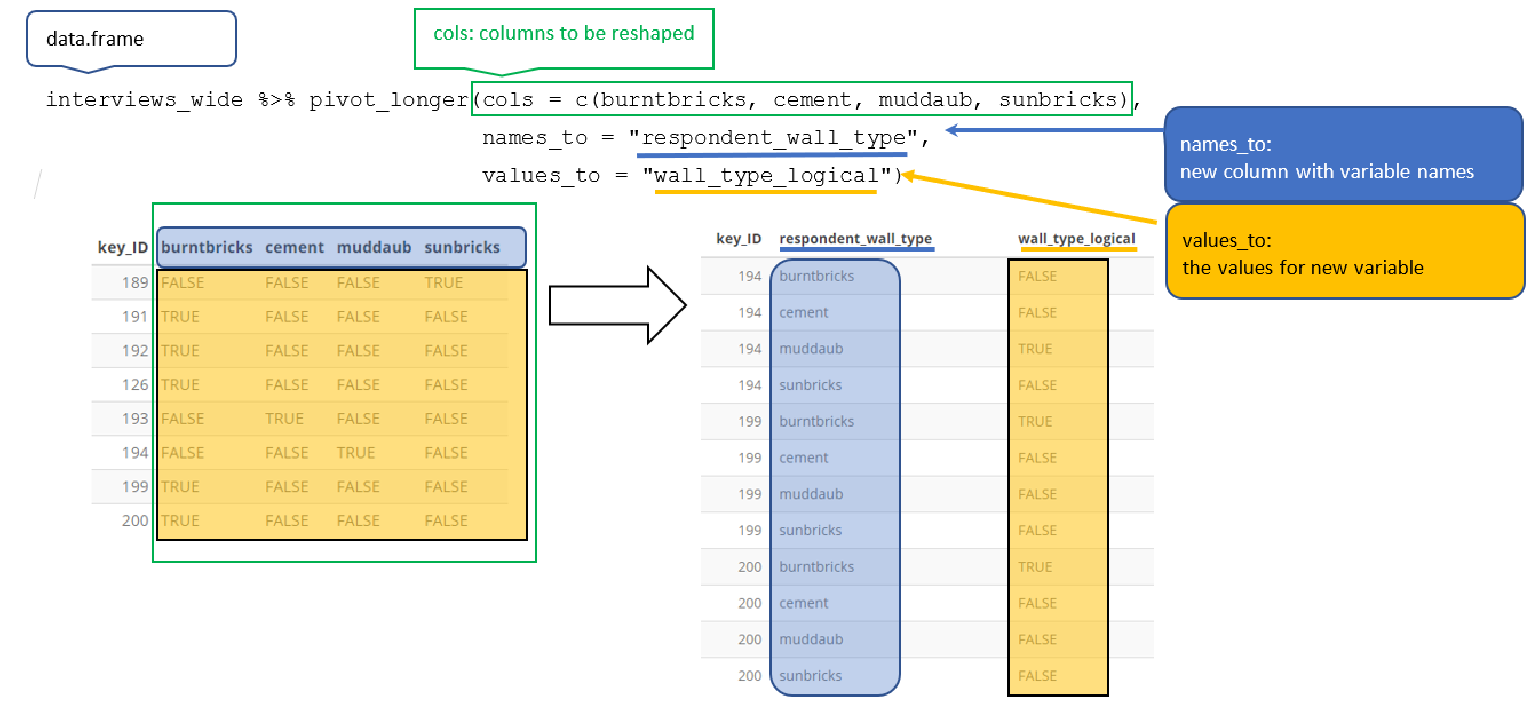 data.frame
cols: columns to be reshaped
interviews_wide %>% pivot_longer(cols = c(burntbricks, cement, muddaub, sunbricks),
names_to = "respondent_wall_type",
values_to = "wall_type_logical")
names_to:
new column with variable names
values_to:
the values for new variable
key_ID burntbricks cement muddaub sunbricks
189 FALSE FALSE FALSE TRUE
191 TRUE FALSE FALSE FALSE
192 TRUE FALSE FALSE FALSE
126 TRUE FALSE FALSE FALSE
193 FALSE TRUE FALSE FALSE
194 FALSE FALSE TRUE FALSE
199 TRUE FALSE FALSE FALSE
200 TRUE FALSE FALSE FALSE
key_ID respondent_wall_type wall_type_logical
194 burntbricks FALSE
194 cement FALSE
194 muddaub TRUE
194 sunbricks FALSE
199 burntbricks TRUE
199 cement FALSE
199 muddaub FALSE
199 sunbricks FALSE
200 burntbricks TRUE
200 cement FALSE
200 muddaub FALSE
200 sunbricks FALSE